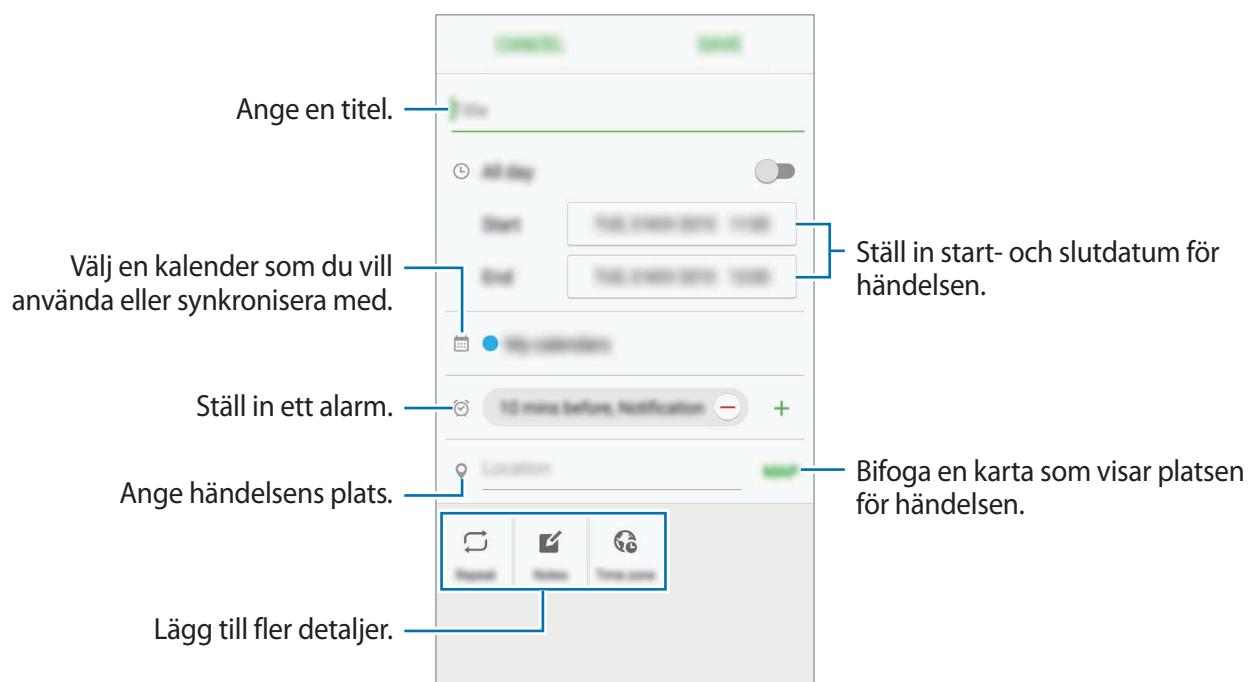 CANCEL
SAVE
Ange en titel.
Title
All day
Start
Ställ in start- och slutdatum för
händelsen.
End
Välj en kalender som du vill
använda eller synkronisera med.
My calendars
Ställ in ett alarm.
10 mins before, Notification
Ange händelsens plats.
Location
MAP
Bifoga en karta som visar platsen
för händelsen.
Repeat
Notes
Time zone
Lägg till fler detaljer.